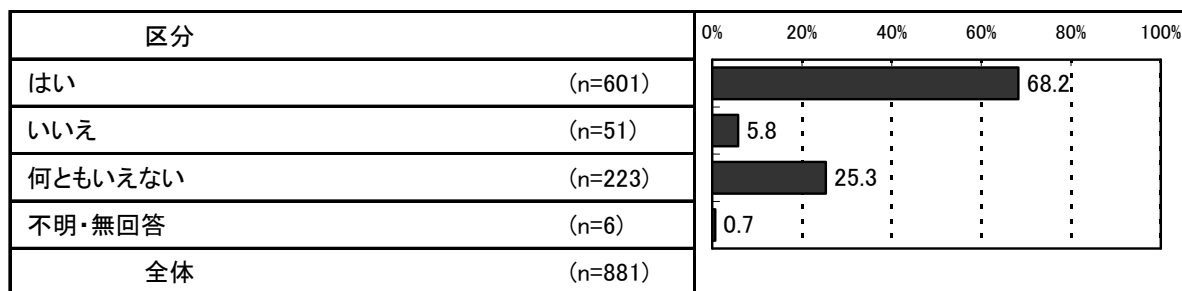 区分 0% 20% 40% 60% 80% 100%
はい (n=601) 68.2
いいえ (n=51) 5.8
何ともいえない (n=223) 25.3
不明・無回答 (n=6) 0.7
全体 (n=881)